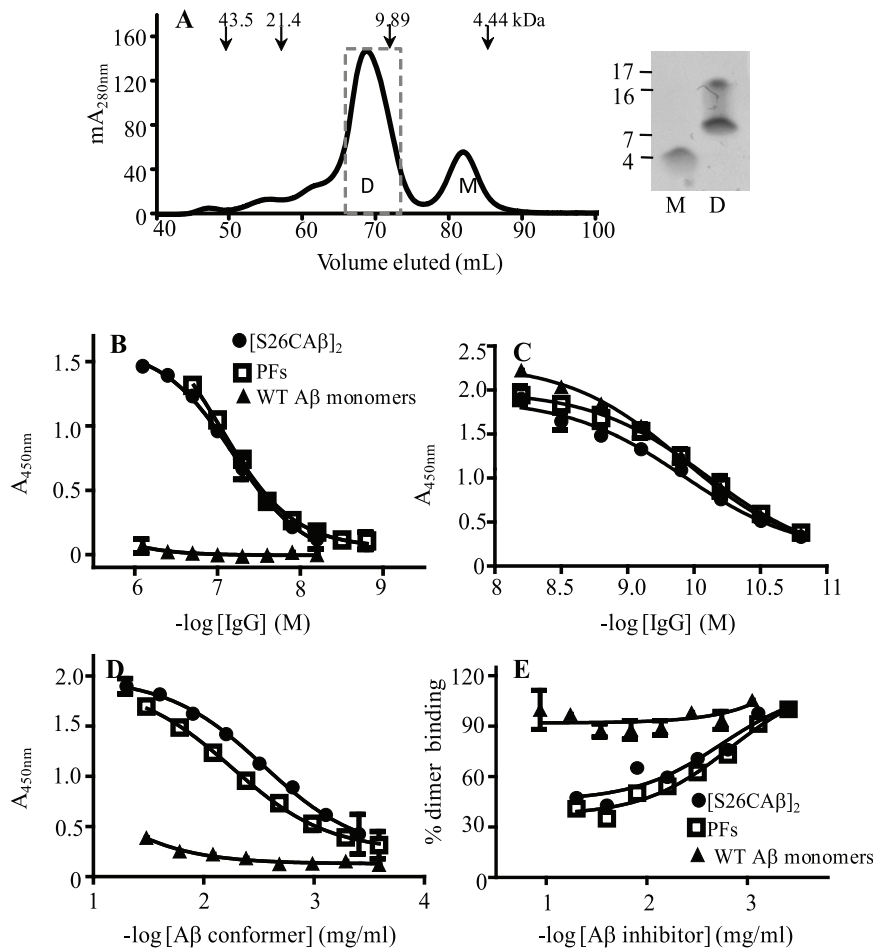 A
43.5 21.4 9.89 4.44 kDa
160
120
80
40
0
mA280nm
D
M
40 50 60 70 80 90 100
Volume eluted (mL)
17
16
7
4
M D
B
[S26CAβ]2
PFs
WT Aβ monomers
1.5
1.0
0.5
0
A450nm
6 7 8 9
-log [IgG] (M)
C
2.5
2.0
1.5
1.0
0.5
0
A450nm
8 8.5 9.0 9.5 10 10.5 11
-log [IgG] (M)
D
2.0
1.5
1.0
0.5
0.0
A450nm
1 2 3 4
-log [Aβ conformer] (mg/ml)
E
120
90
60
30
0
% dimer binding
[S26CAβ]2
PFs
WT Aβ monomers
1 2 3
-log [Aβ inhibitor] (mg/ml)